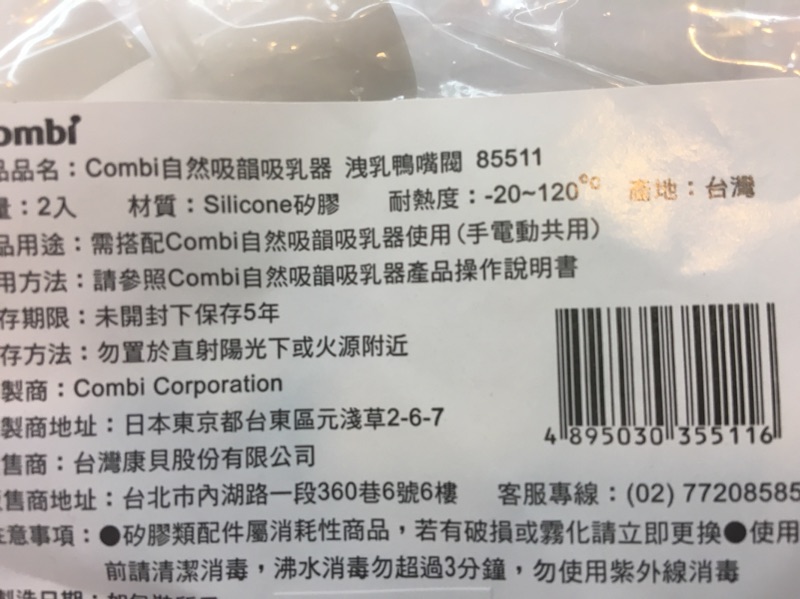 ombi
品名：Combi自然吸韻吸乳器 洩乳鴨嘴閥 85511
量：2入 材質：Silicone矽膠 耐熱度：-20~120°C 產地：台灣
品用途：需搭配Combi自然吸韻吸乳器使用(手電動共用)
用方法：請參照Combi自然吸韻吸乳器產品操作說明書
存期限：未開封下保存5年
存方法：勿置於直射陽光下或火源附近
製商：Combi Corporation
製商地址：日本東京都台東區元淺草2-6-7
售商：台灣康貝股份有限公司
售商地址：台北市內湖路一段360巷6號6樓 客服專線：(02) 77208585
注意事項：●矽膠類配件屬消耗性商品，若有破損或霧化請立即更換●使用
前請清潔消毒，沸水消毒勿超過3分鐘，勿使用紫外線消毒
4 895030 355116